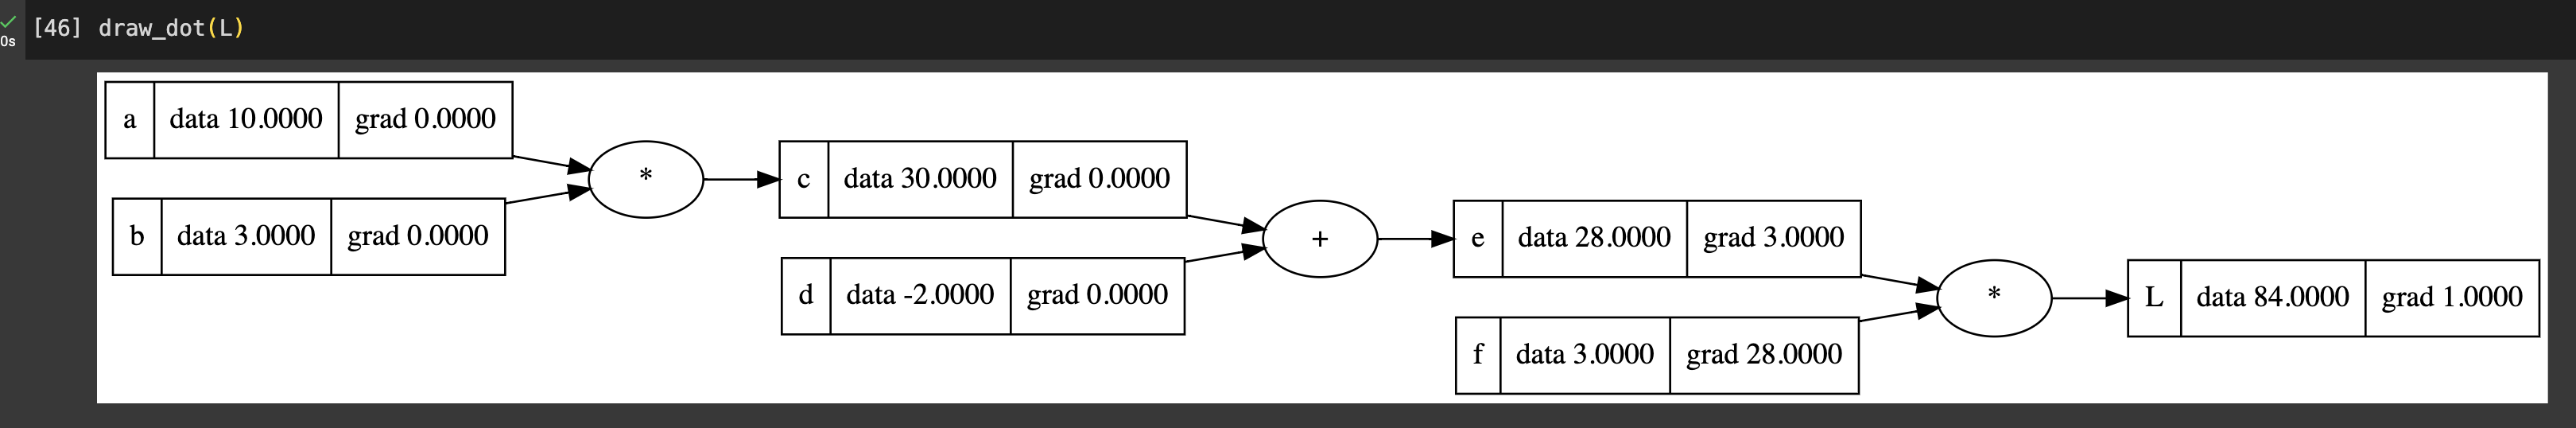 [46] draw_dot(L)
0s
a data 10.0000 grad 0.0000
b data 3.0000 grad 0.0000
*
c data 30.0000 grad 0.0000
d data -2.0000 grad 0.0000
+
e data 28.0000 grad 3.0000
f data 3.0000 grad 28.0000
*
L data 84.0000 grad 1.0000